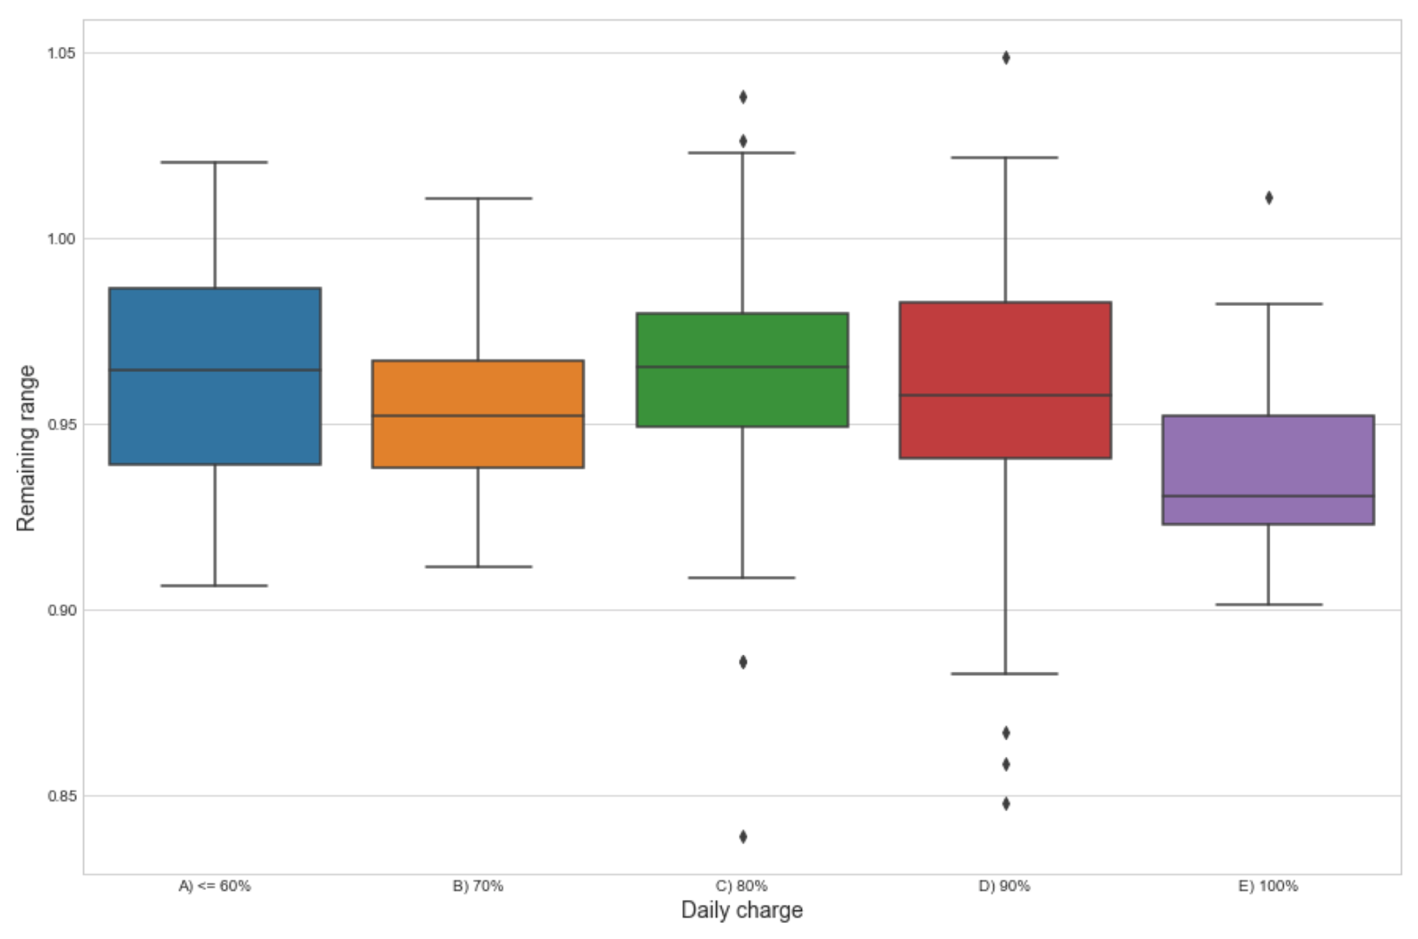 1.05
1.00
0.95
0.90
0.85
Remaining range
A) <= 60%
B) 70%
C) 80%
D) 90%
E) 100%
Daily charge